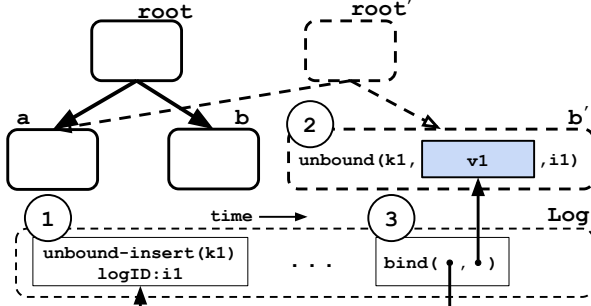 root
root′
a
b
b′
2
unbound(k1, v1 ,i1)
1
time
3
Log
unbound-insert(k1)
logID:i1
. . .
bind( , )